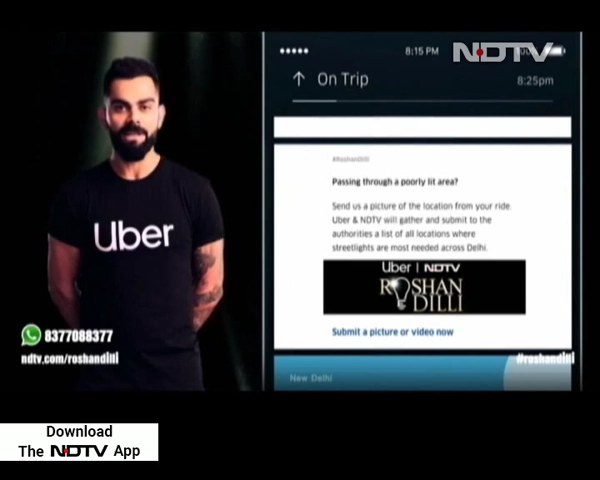 8:15 PM
NDTV
On Trip
8:25pm
#RoshanDilli
Passing through a poorly lit area?
Send us a picture of the location from your ride.
Uber & NDTV will gather and submit to the
authorities a list of all locations where
streetlights are most needed across Delhi.
Uber | NDTV
ROSHAN
DILLI
Submit a picture or video now
New Delhi
#roshandilli
Uber
8377088377
ndtv.com/roshandilli
Download
The NDTV App